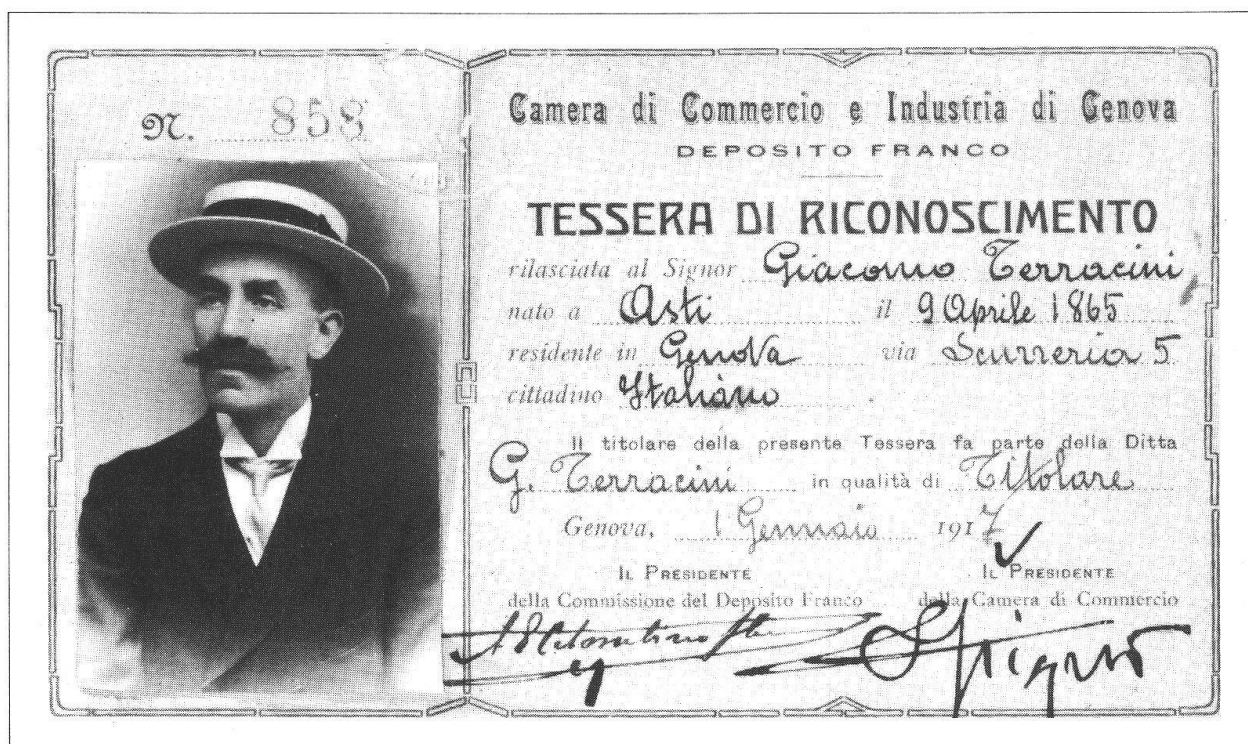 N. 858
Camera di Commercio e Industria di Genova
DEPOSITO FRANCO
TESSERA DI RICONOSCIMENTO
rilasciata al Signor Giacomo Terracini
nato a Asti il 9 Aprile 1865
residente in Genova via Scurreria 5
cittadino Italiano
Il titolare della presente Tessera fa parte della Ditta
G. Terracini in qualità di Titolare
Genova, 1 Gennaio 1917
IL PRESIDENTE
della Commissione del Deposito Franco
IL PRESIDENTE
della Camera di Commercio